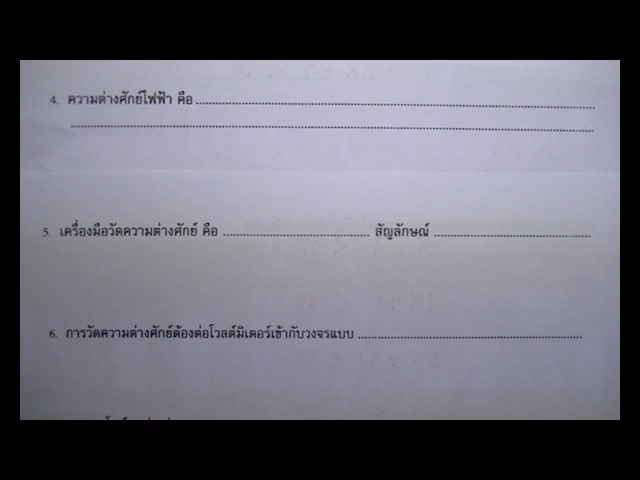 4. ความต่างศักย์ไฟฟ้า คือ ........................................................................
........................................................................
5. เครื่องมือวัดความต่างศักย์ คือ ........................................ สัญลักษณ์ ........................................
6. การวัดความต่างศักย์ต้องต่อโวลต์มิเตอร์เข้ากับวงจรแบบ ........................................